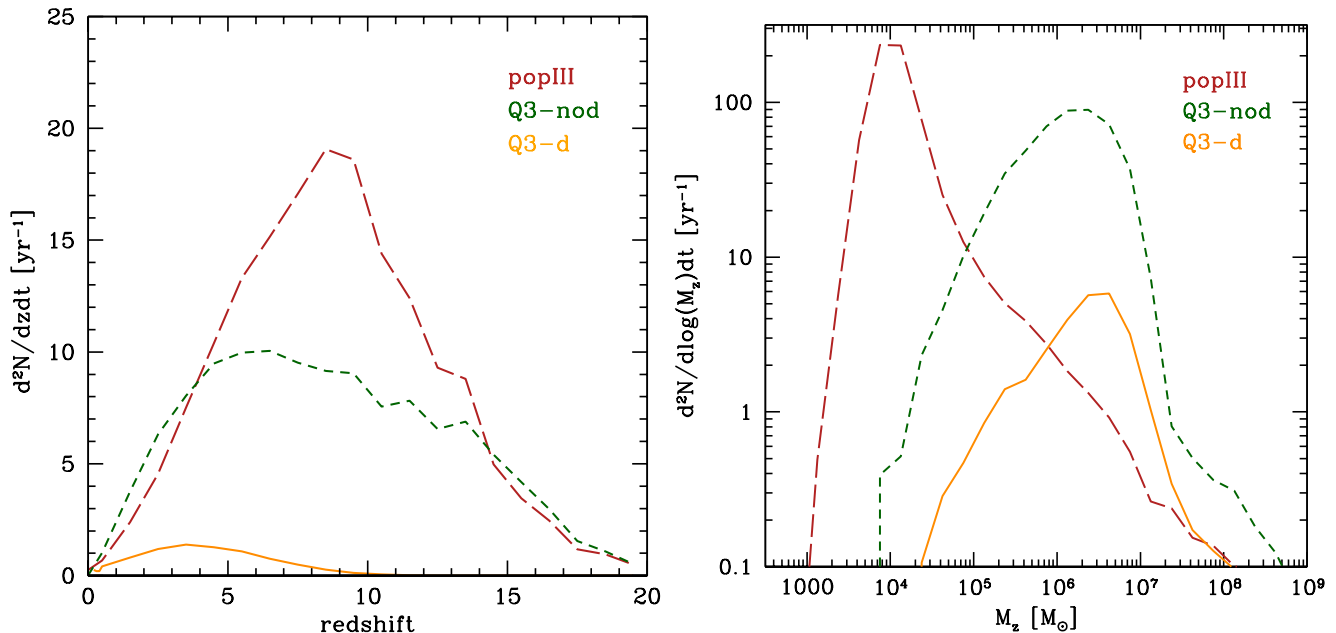 25
20
15
10
5
0
0 5 10 15 20
redshift
d²N/dzdt [yr⁻¹]
popIII
Q3-nod
Q3-d
100
10
1
0.1
1000 10⁴ 10⁵ 10⁶ 10⁷ 10⁸ 10⁹
M_z [M_⊙]
d²N/dlog(M_z)dt [yr⁻¹]
popIII
Q3-nod
Q3-d